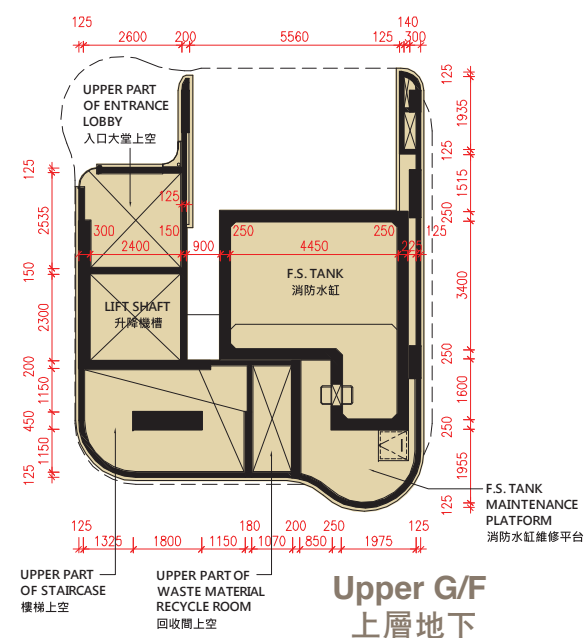 125
140
2600
200
5560
125
300
UPPER PART
OF ENTRANCE
LOBBY
入口大堂上空
125
1935
125
1515
250
125
3400
250
1600
250
1955
125
125
2535
150
2300
200
1150
450
1150
125
125
300
150
2400
900
250
4450
250
225
F.S. TANK
消防水缸
LIFT SHAFT
升降機槽
F.S. TANK
MAINTENANCE
PLATFORM
消防水缸維修平台
125
180
200
250
125
1325
1800
1150
1070
850
1975
UPPER PART
OF STAIRCASE
樓梯上空
UPPER PART OF
WASTE MATERIAL
RECYCLE ROOM
回收間上空
Upper G/F
上層地下